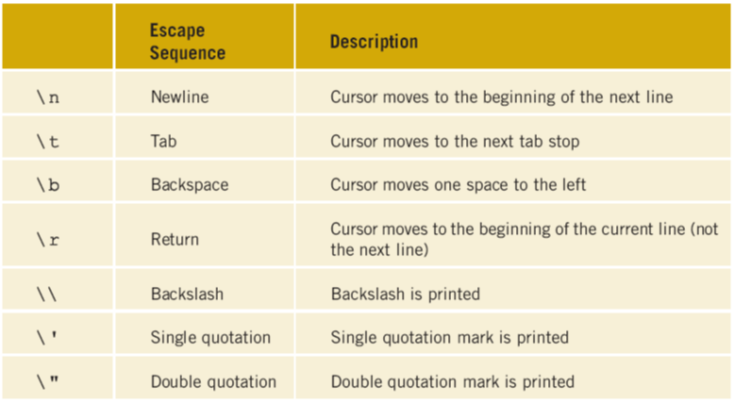 Escape Sequence Description
\n Newline Cursor moves to the beginning of the next line
\t Tab Cursor moves to the next tab stop
\b Backspace Cursor moves one space to the left
\r Return Cursor moves to the beginning of the current line (not
the next line)
\\ Backslash Backslash is printed
\' Single quotation Single quotation mark is printed
\" Double quotation Double quotation mark is printed